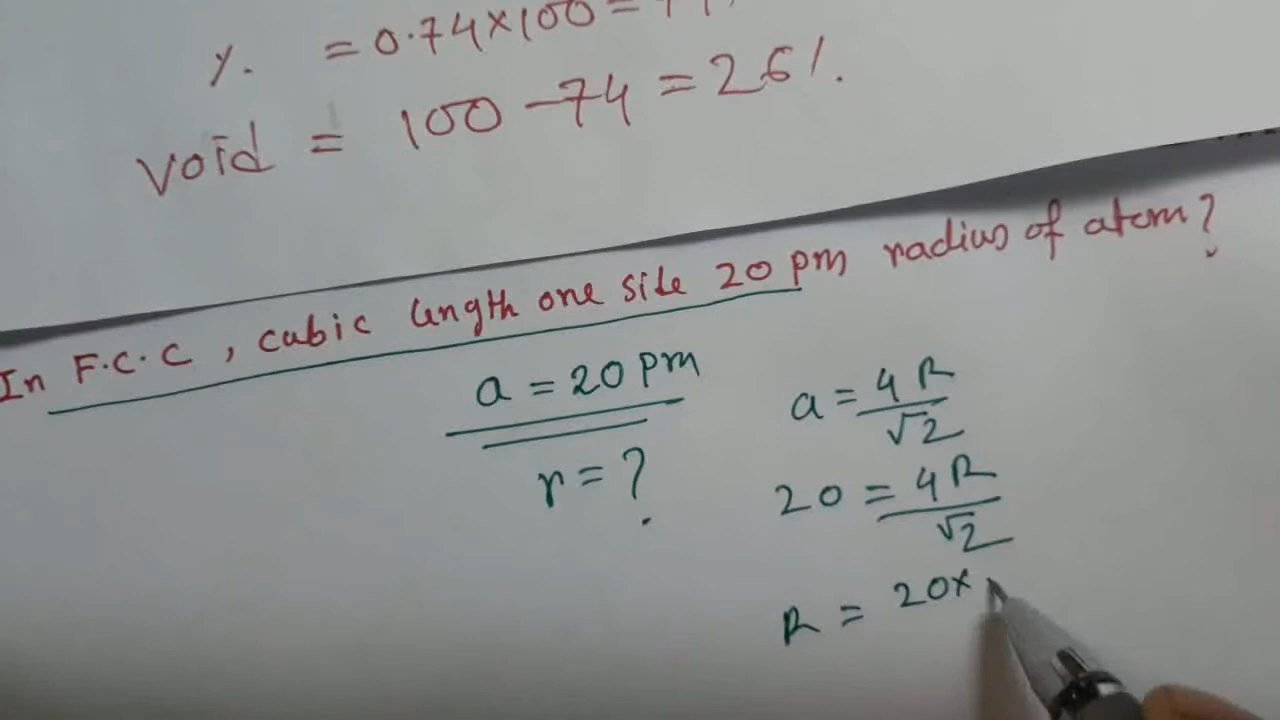 %. = 0.74×100 =
void = 100 - 74 = 26%.
In F.C.C, cubic length one side 20 pm radius of atom?
a = 20 pm
r = ?
a = 4R/√2
20 = 4R/√2
R = 20×